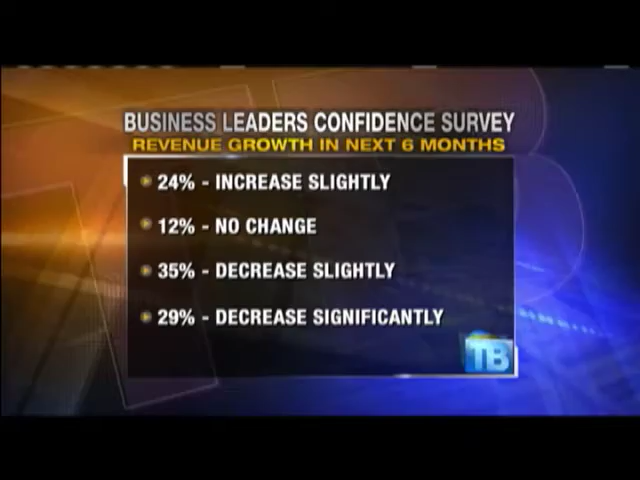 BUSINESS LEADERS CONFIDENCE SURVEY
REVENUE GROWTH IN NEXT 6 MONTHS
24% - INCREASE SLIGHTLY
12% - NO CHANGE
35% - DECREASE SLIGHTLY
29% - DECREASE SIGNIFICANTLY
TB